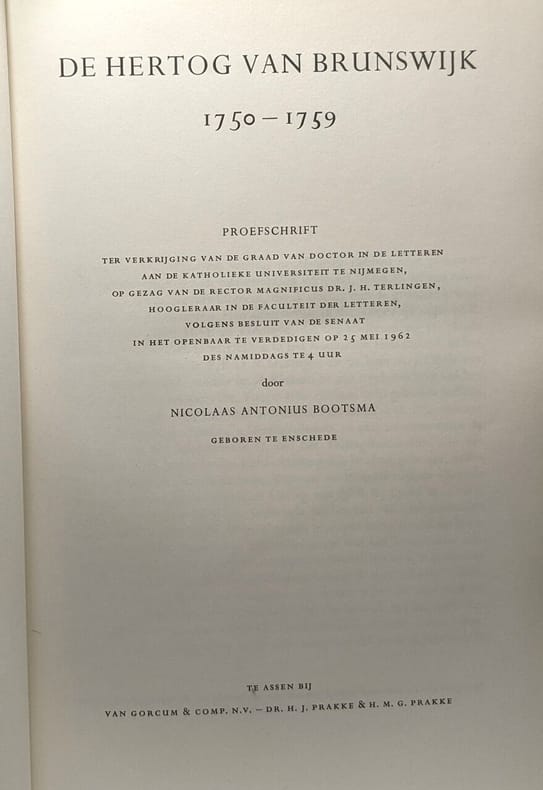 DE HERTOG VAN BRUNSWIJK
1750 – 1759
PROEFSCHRIFT
TER VERKRIJGING VAN DE GRAAD VAN DOCTOR IN DE LETTEREN
AAN DE KATHOLIEKE UNIVERSITEIT TE NIJMEGEN,
OP GEZAG VAN DE RECTOR MAGNIFICUS DR. J. H. TERLINGEN,
HOOGLERAAR IN DE FACULTEIT DER LETTEREN,
VOLGENS BESLUIT VAN DE SENAAT
IN HET OPENBAAR TE VERDEDIGEN OP 25 MEI 1962
DES NAMIDDAGS TE 4 UUR
door
NICOLAAS ANTONIUS BOOTSMA
GEBOREN TE ENSCHEDE
TE ASSEN BIJ
VAN GORCUM & COMP. N.V. – DR. H. J. PRAKKE & H. M. G. PRAKKE